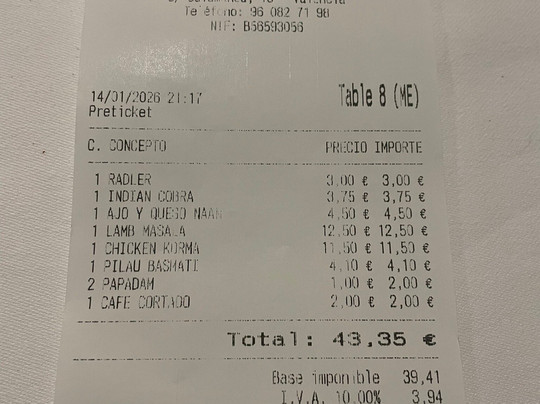 Teléfono: 96 082 71 98
NIF: B56593056
14/01/2026 21:17 Table 8 (ME)
Preticket
C. CONCEPTO PRECIO IMPORTE
1 RADLER 3,00 € 3,00 €
1 INDIAN COBRA 3,75 € 3,75 €
1 AJO Y QUESO NAAN 4,50 € 4,50 €
1 LAMB MASALA 12,50 € 12,50 €
1 CHICKEN KORMA 11,50 € 11,50 €
1 PILAU BASMATI 4,10 € 4,10 €
2 PAPADAM 1,00 € 2,00 €
1 CAFE CORTADO 2,00 € 2,00 €
Total: 43,35 €
Base imponible 39,41
I.V.A. 10.00% 3,94